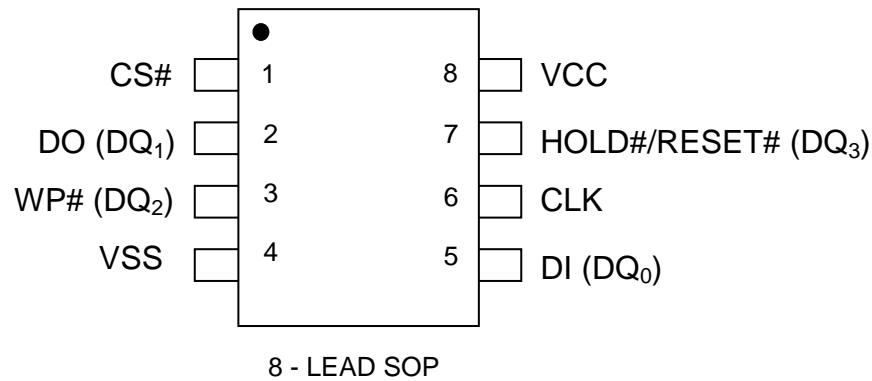 CS# 1 8 VCC
DO (DQ₁) 2 7 HOLD#/RESET# (DQ₃)
WP# (DQ₂) 3 6 CLK
VSS 4 5 DI (DQ₀)
8 - LEAD SOP